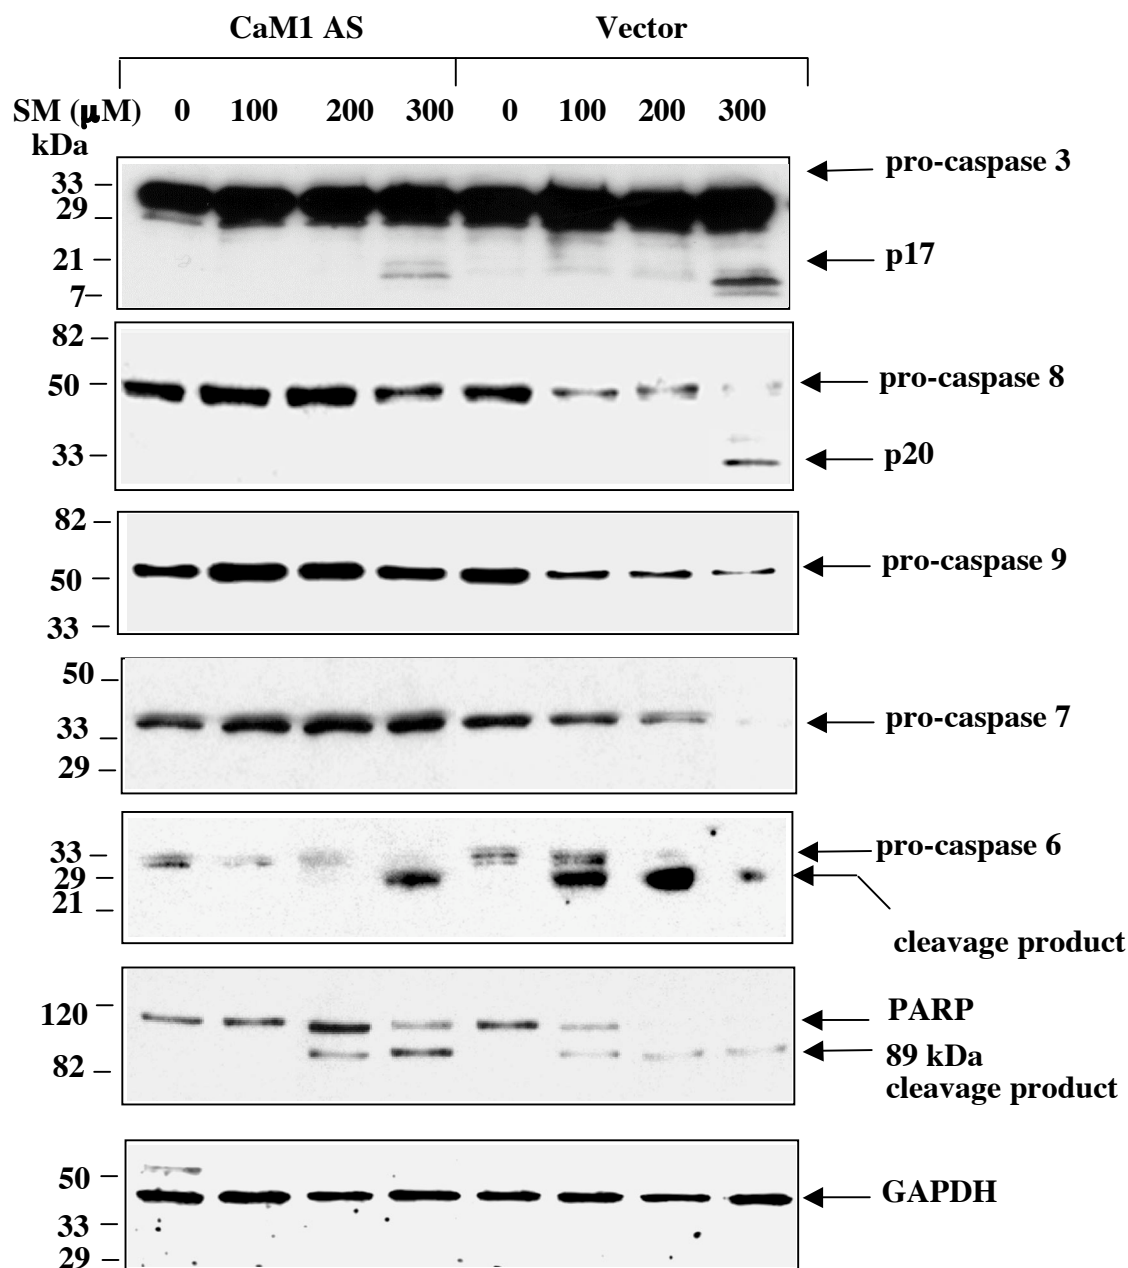 CaM1 AS Vector
SM (μM) 0 100 200 300 0 100 200 300
kDa
pro-caspase 3
33
29
21 p17
7
82
50 pro-caspase 8
33 p20
82
50 pro-caspase 9
33
50
33 pro-caspase 7
29
33 pro-caspase 6
29
21
cleavage product
120 PARP
82 89 kDa
cleavage product
50 GAPDH
33
29